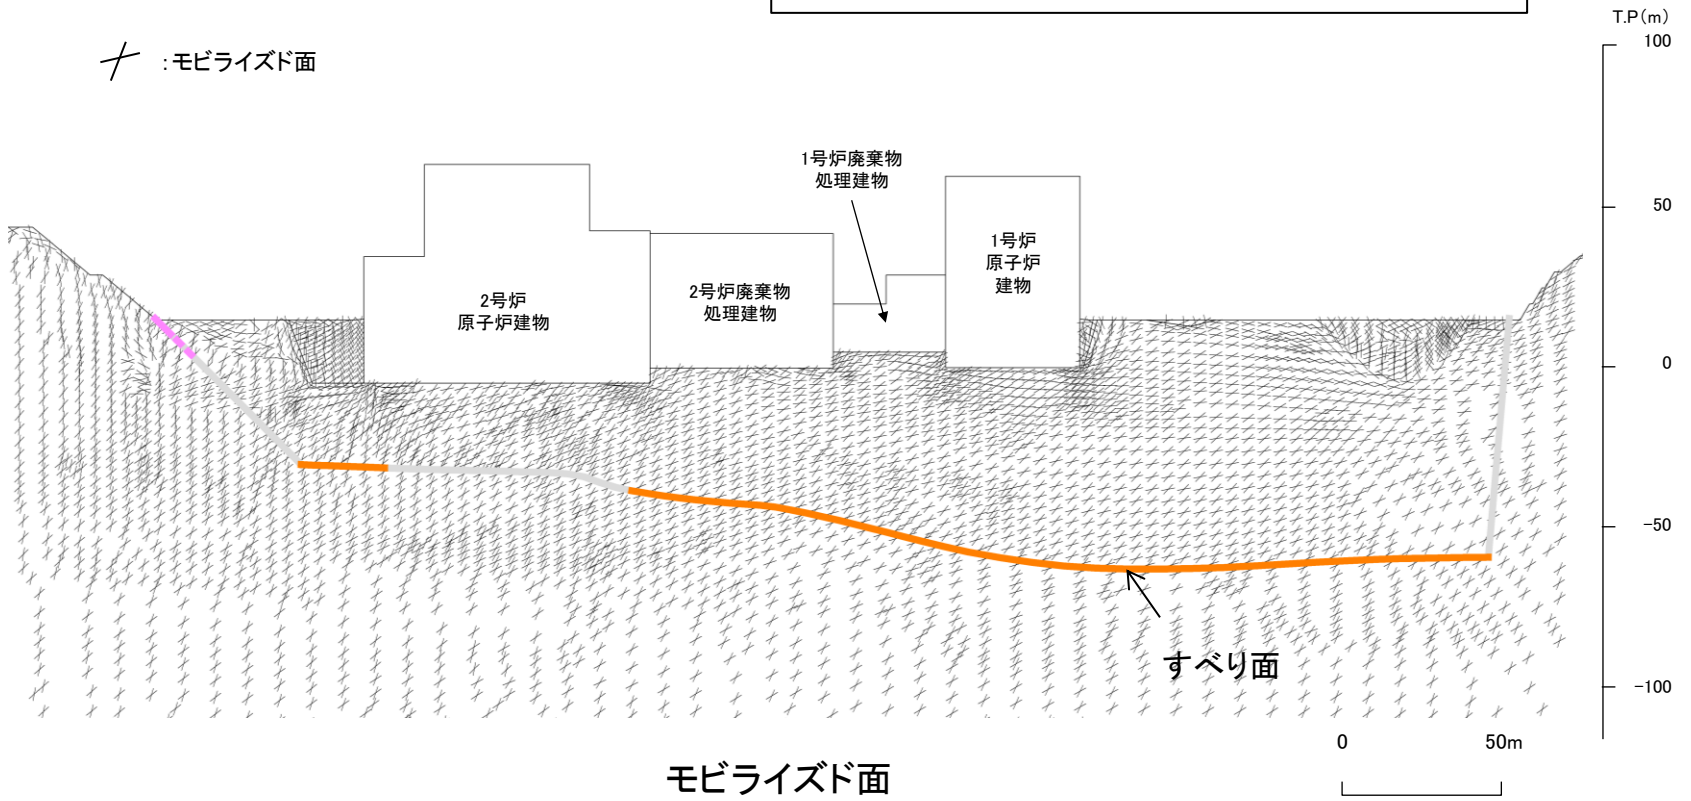 T.P(m)
100
:モビライズド面
1号炉廃棄物
処理建物
50
1号炉
原子炉
建物
2号炉
原子炉建物
2号炉廃棄物
処理建物
0
-50
すべり面
-100
0
50m
モビライズド面